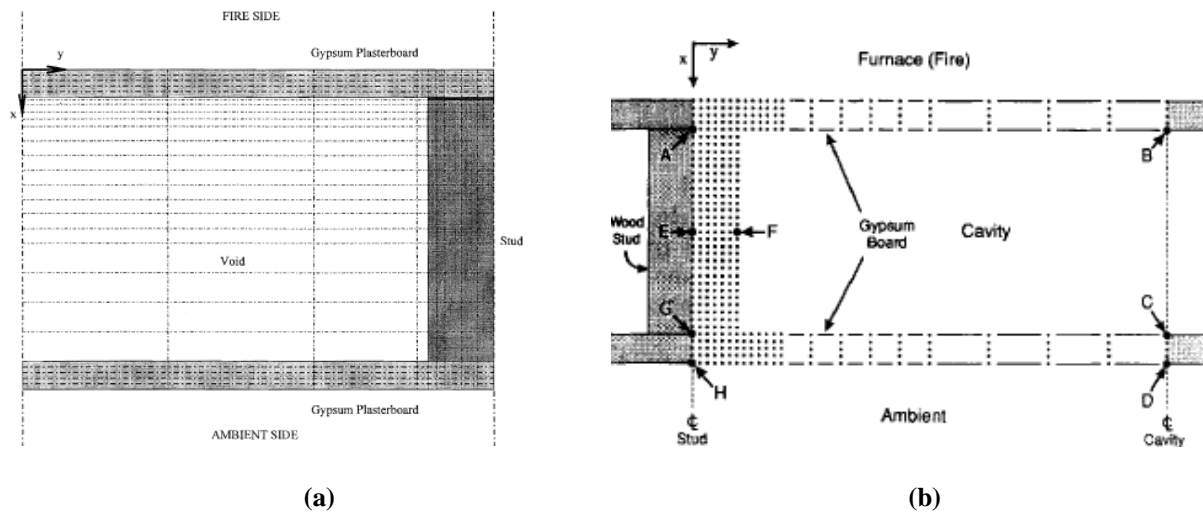 FIRE SIDE
y
Gypsum Plasterboard
x
Stud
Void
Gypsum Plasterboard
AMBIENT SIDE
(a)
x
y
Furnace (Fire)
A
B
Wood
Stud
E
F
Gypsum
Board
Cavity
G
C
H
D
Ambient
℄
Stud
℄
Cavity
(b)